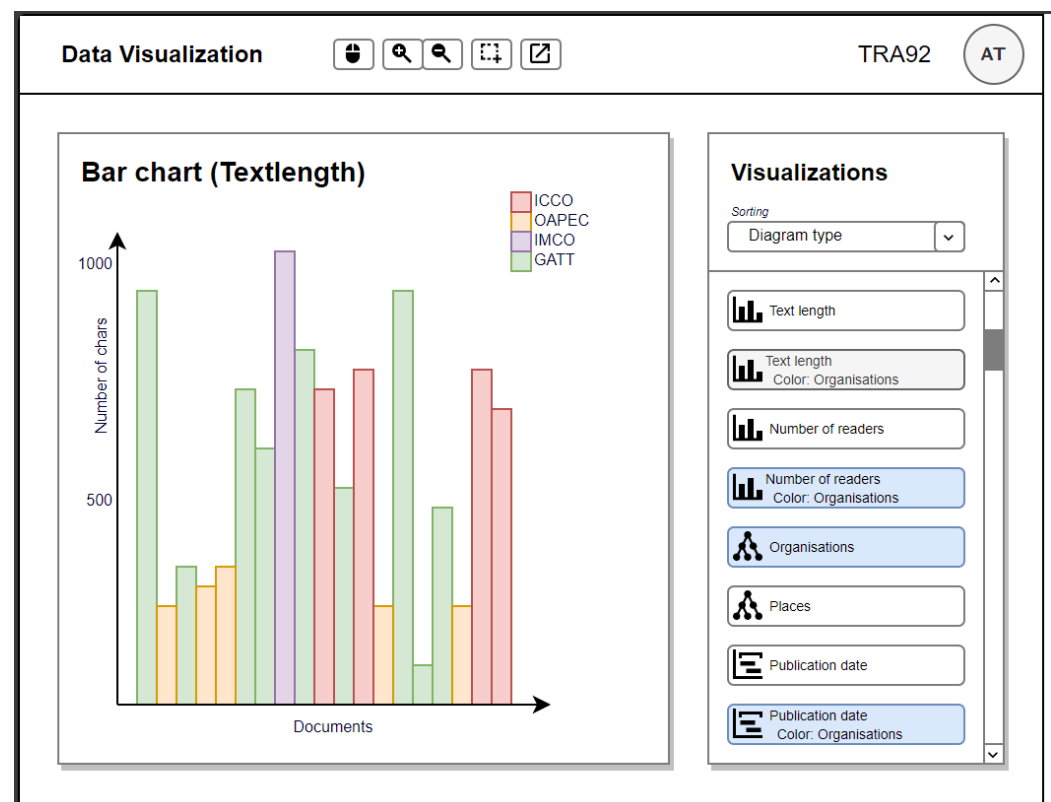 Data Visualization
TRA92
AT
Bar chart (Textlength)
ICCO
OAPEC
IMCO
GATT
1000
Number of chars
500
Documents
Visualizations
Sorting
Diagram type
Text length
Text length
Color: Organisations
Number of readers
Number of readers
Color: Organisations
Organisations
Places
Publication date
Publication date
Color: Organisations